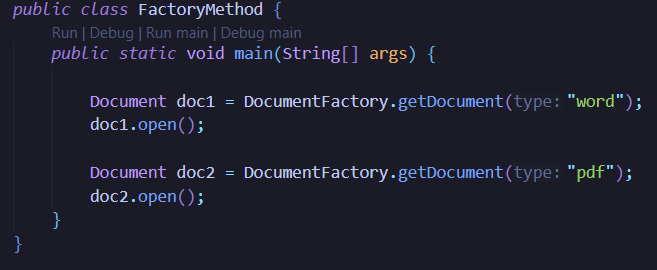 public class FactoryMethod {
Run | Debug | Run main | Debug main
public static void main(String[] args) {
Document doc1 = DocumentFactory.getDocument(type:"word");
doc1.open();
Document doc2 = DocumentFactory.getDocument(type:"pdf");
doc2.open();
}
}